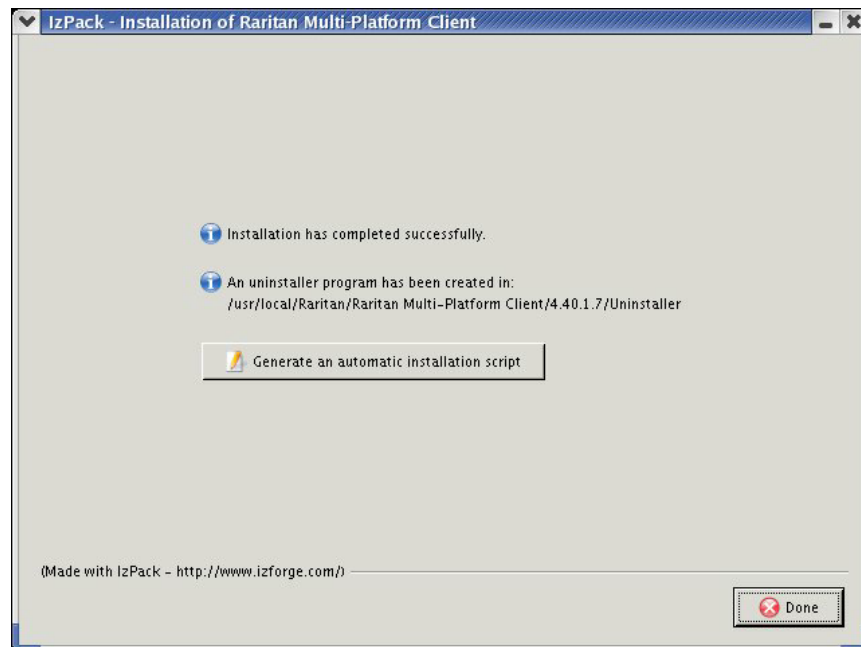 IzPack - Installation of Raritan Multi-Platform Client
Installation has completed successfully.
An uninstaller program has been created in:
/usr/local/Raritan/Raritan Multi-Platform Client/4.40.1.7/Uninstaller
Generate an automatic installation script
(Made with IzPack - http://www.izforge.com/)
Done